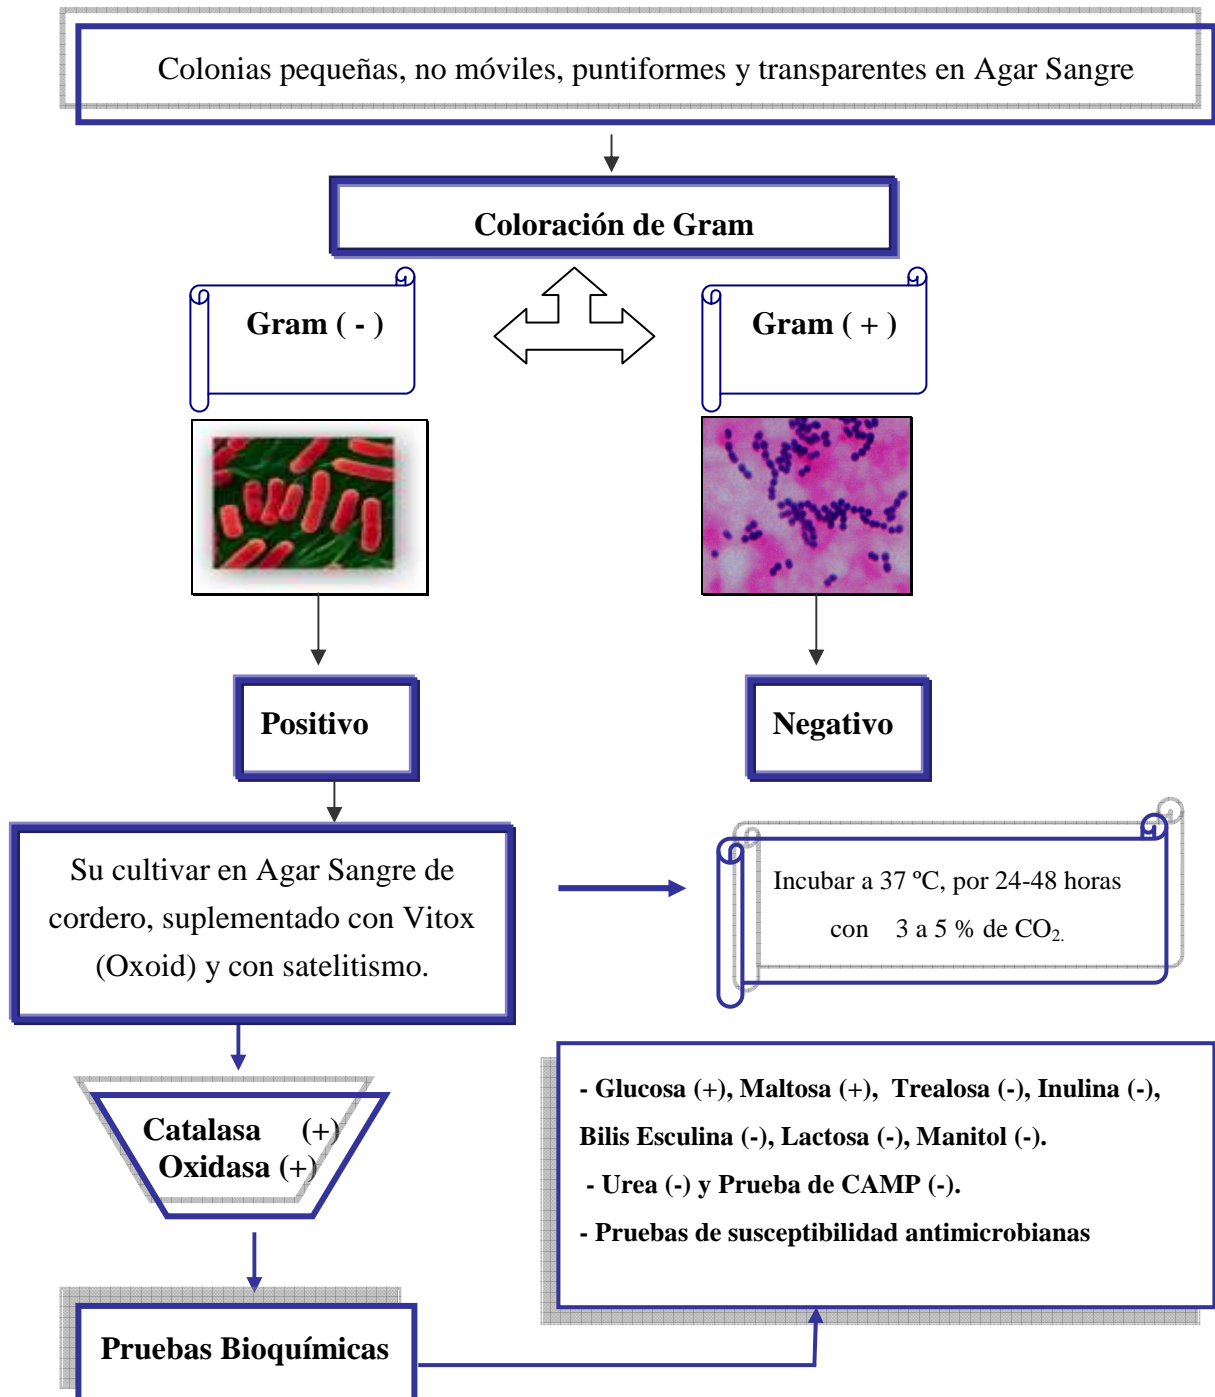 Colonias pequeñas, no móviles, puntiformes y transparentes en Agar Sangre
Coloración de Gram
Gram ( - )
Gram ( + )
Positivo
Negativo
Su cultivar en Agar Sangre de
cordero, suplementado con Vitox
(Oxoid) y con satelitismo.
Incubar a 37 ºC, por 24-48 horas
con 3 a 5 % de CO₂.
Catalasa (+)
Oxidasa (+)
- Glucosa (+), Maltosa (+), Trealosa (-), Inulina (-),
Bilis Esculina (-), Lactosa (-), Manitol (-).
- Urea (-) y Prueba de CAMP (-).
- Pruebas de susceptibilidad antimicrobianas
Pruebas Bioquímicas